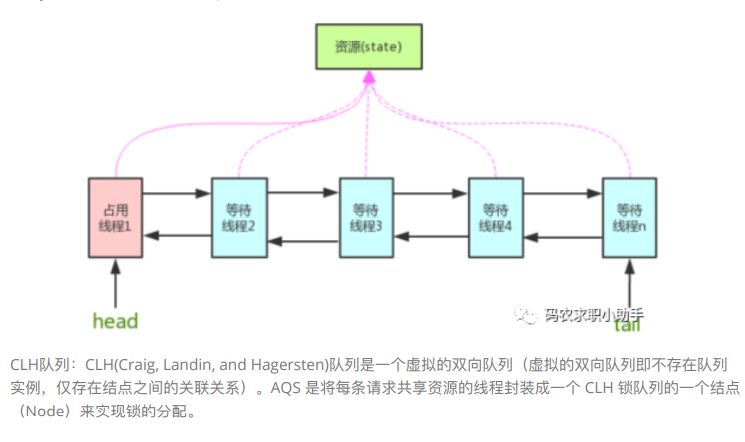 资源(state)
占用
线程1
等待
线程2
等待
线程3
等待
线程4
等待
线程n
head
码农求职小助手
tail
CLH队列：CLH(Craig, Landin, and Hagersten)队列是一个虚拟的双向队列（虚拟的双向队列即不存在队列
实例，仅存在结点之间的关联关系）。AQS 是将每条请求共享资源的线程封装成一个 CLH 锁队列的一个结点
（Node）来实现锁的分配。